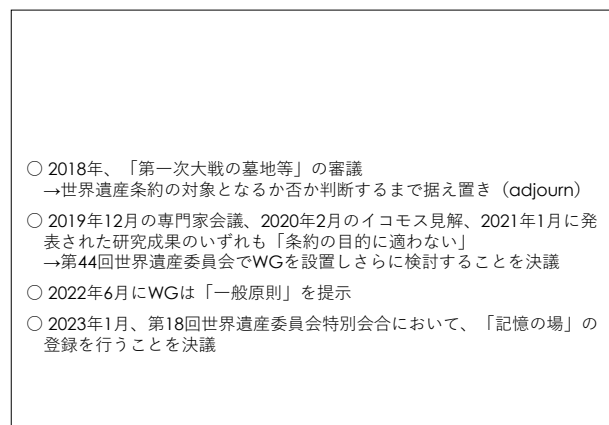 ○ 2018年、「第一次大戦の墓地等」の審議
→世界遺産条約の対象となるか否か判断するまで据え置き（adjourn）
○ 2019年12月の専門家会議、2020年2月のイコモス見解、2021年1月に発
表された研究成果のいずれも「条約の目的に適わない」
→第44回世界遺産委員会でWGを設置しさらに検討することを決議
○ 2022年6月にWGは「一般原則」を提示
○ 2023年1月、第18回世界遺産委員会特別会合において、「記憶の場」の
登録を行うことを決議